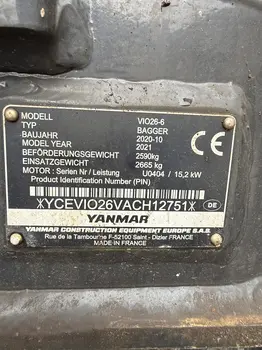 MODELL VIO26-6
TYP BAGGER
BAUJAHR 2020-10
MODEL YEAR 2021
BEFÖRDERUNGSGEWICHT 2590kg
EINSATZGEWICHT 2665 kg
MOTOR : Serien Nr / Leistung U0404 / 15,2 kW
Product Identification Number (PIN)
*YCEVIO26VACH12751* DE
YANMAR
YANMAR CONSTRUCTION EQUIPMENT EUROPE S.A.S.
Rue de la Tambourine F-52100 Saint - Dizier FRANCE
MADE IN FRANCE
CE